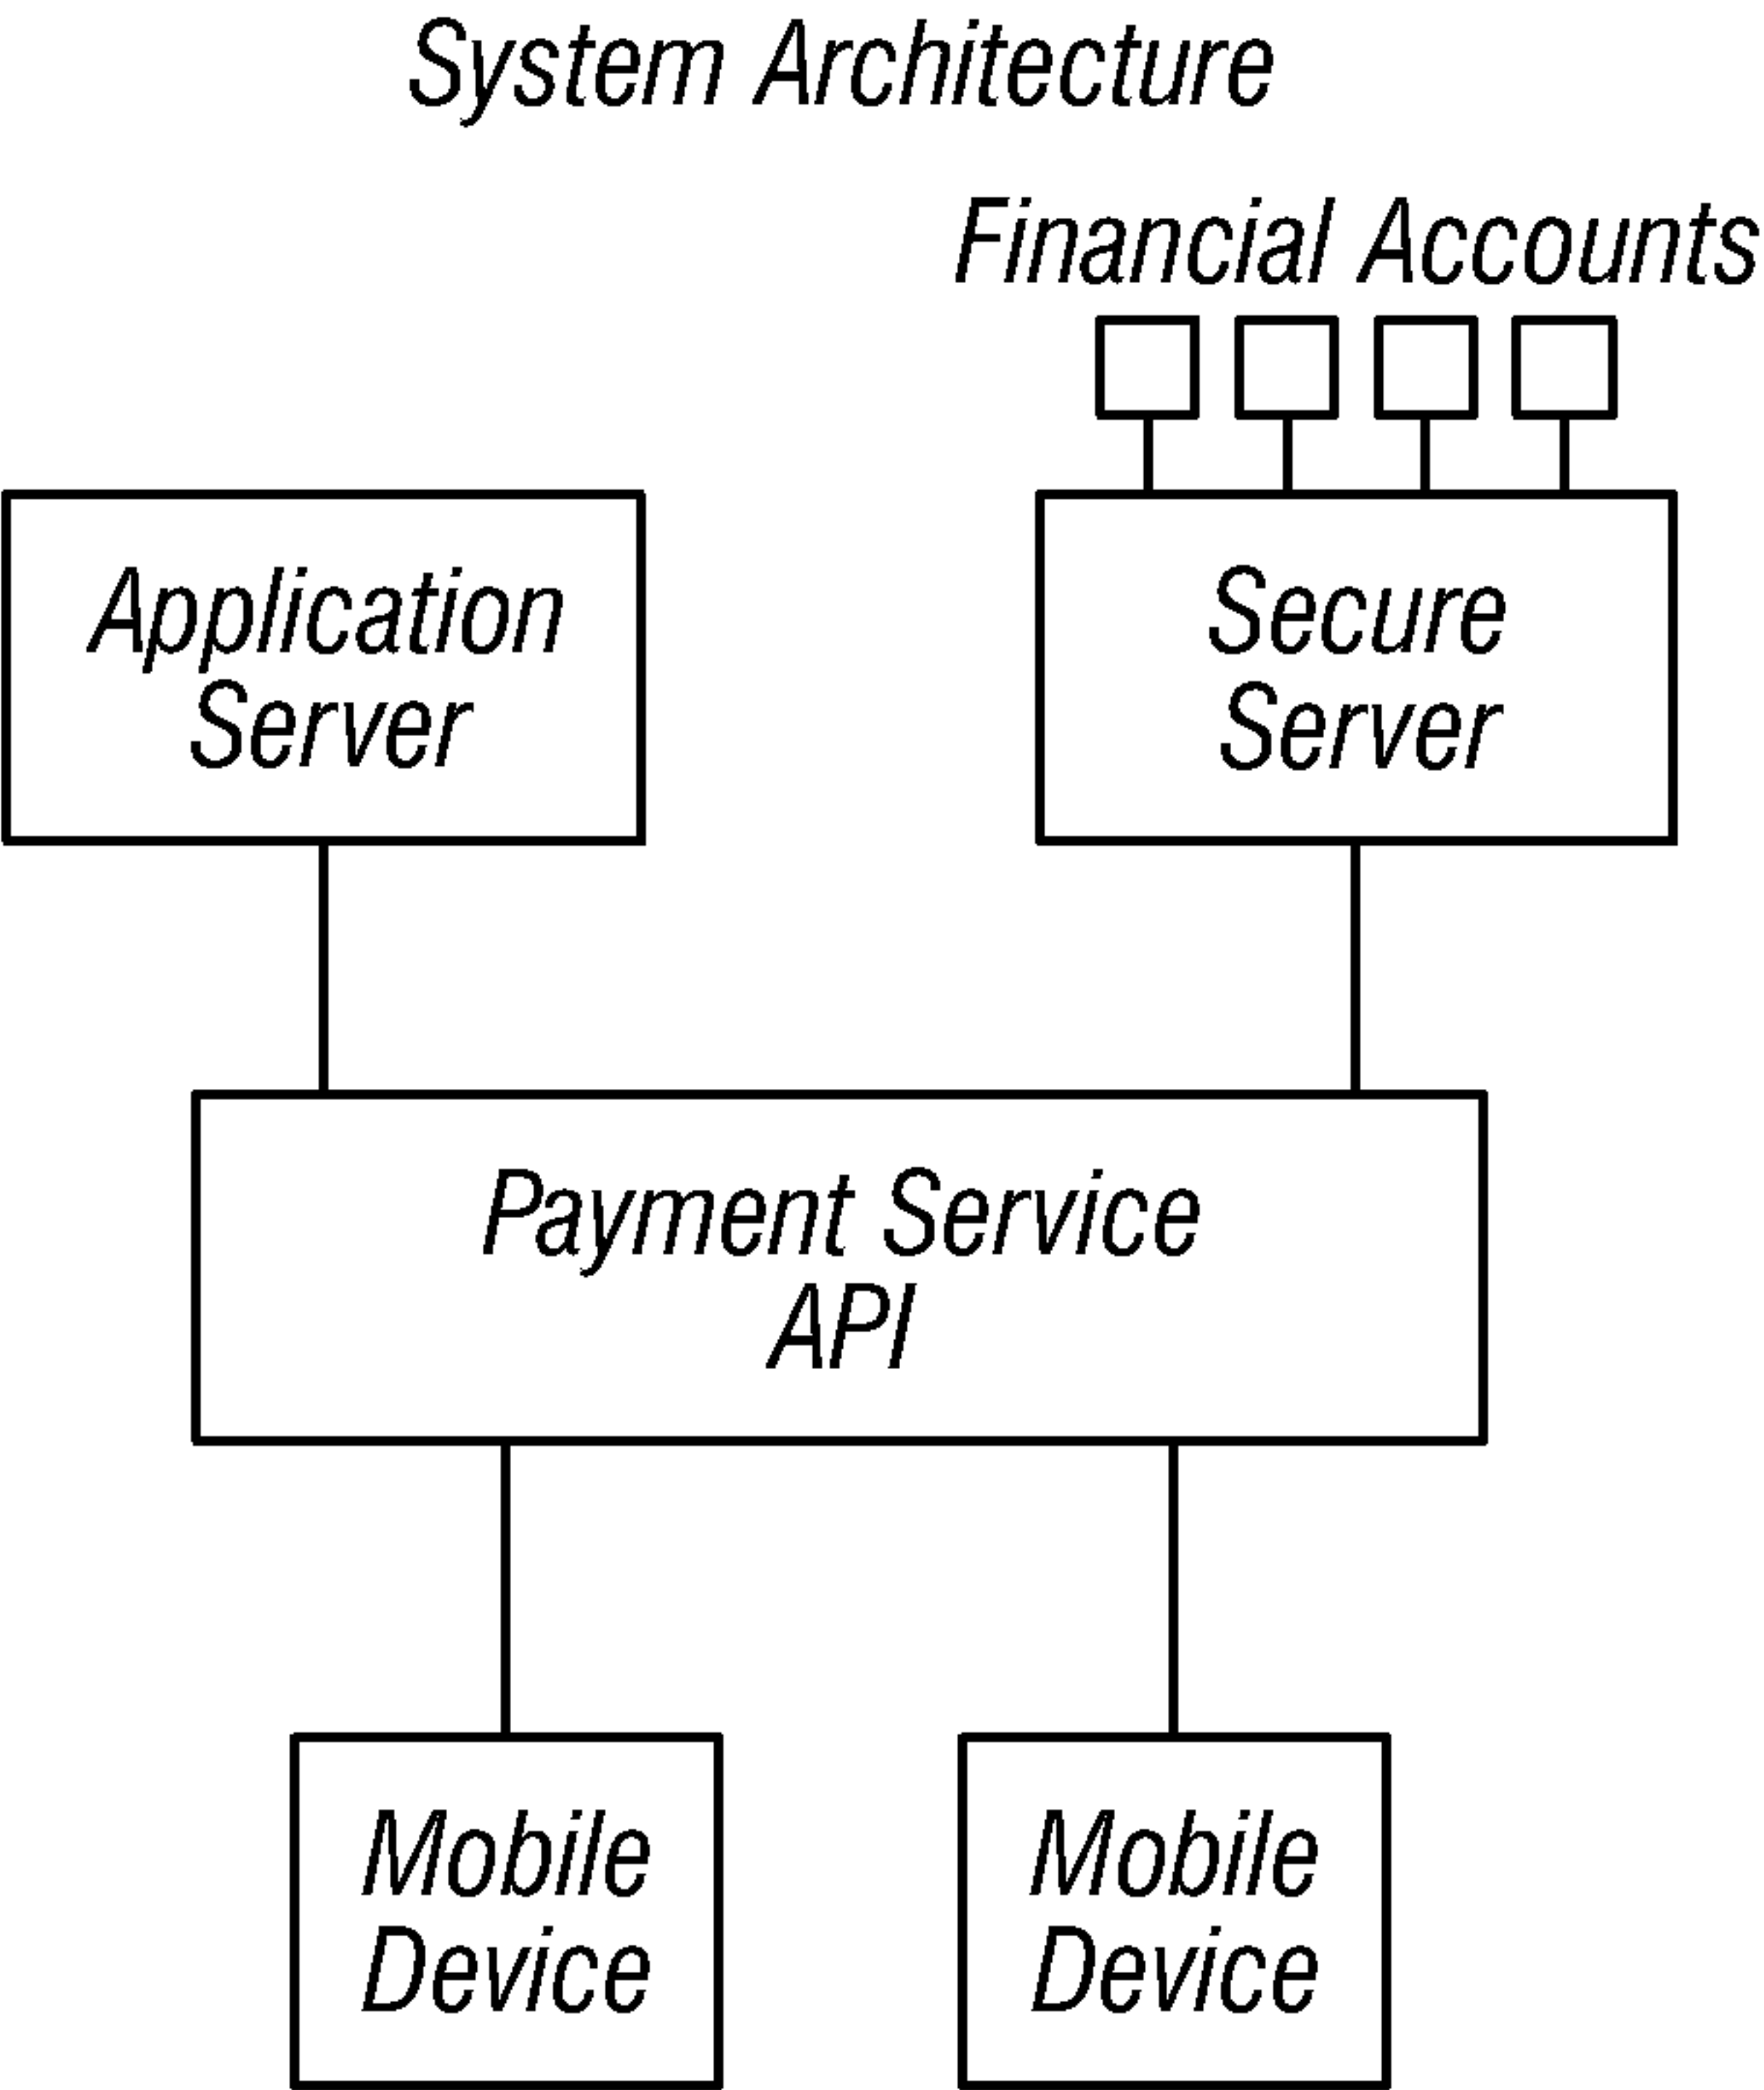 System Architecture
Financial Accounts
Application
Server
Secure
Server
Payment Service
API
Mobile
Device
Mobile
Device